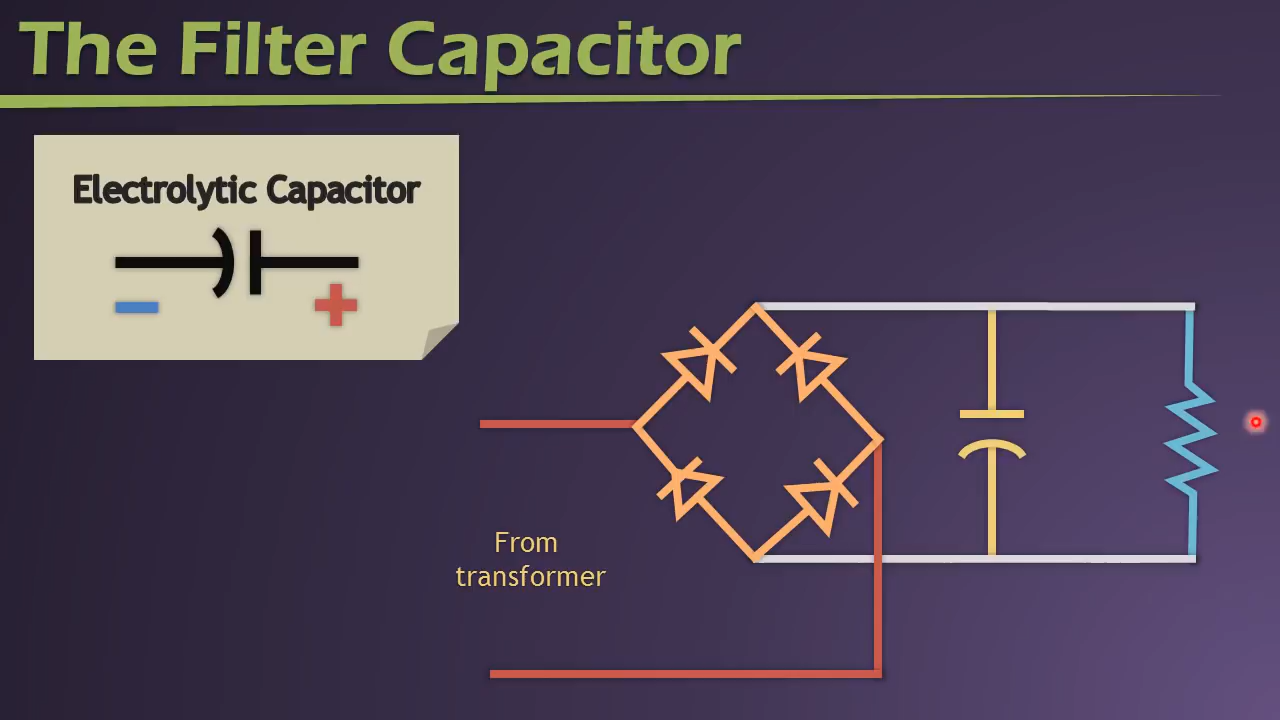 The Filter Capacitor
Electrolytic Capacitor
From
transformer